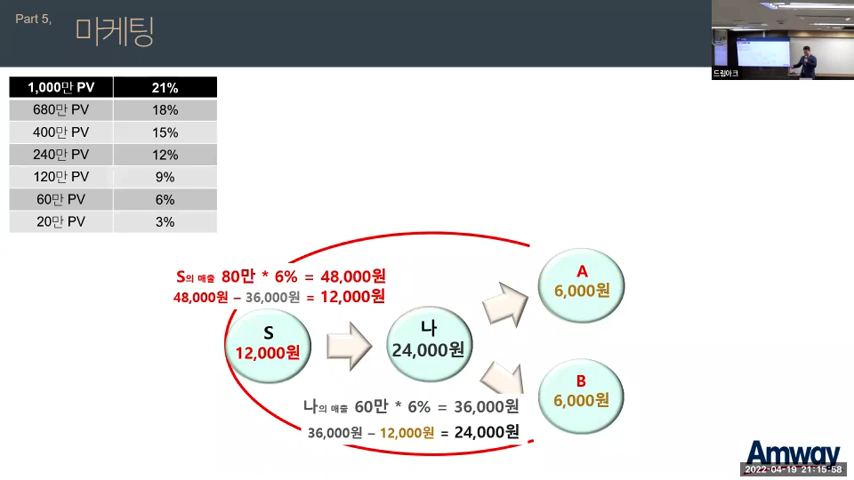 Part 5,
마케팅
드림아크
1,000만 PV 21%
680만 PV 18%
400만 PV 15%
240만 PV 12%
120만 PV 9%
60만 PV 6%
20만 PV 3%
S의 매출 80만 * 6% = 48,000원
48,000원 – 36,000원 = 12,000원
A
6,000원
S
12,000원
나
24,000원
B
6,000원
나의 매출 60만 * 6% = 36,000원
36,000원 – 12,000원 = 24,000원
Amway
2022-04-19 21:15:58